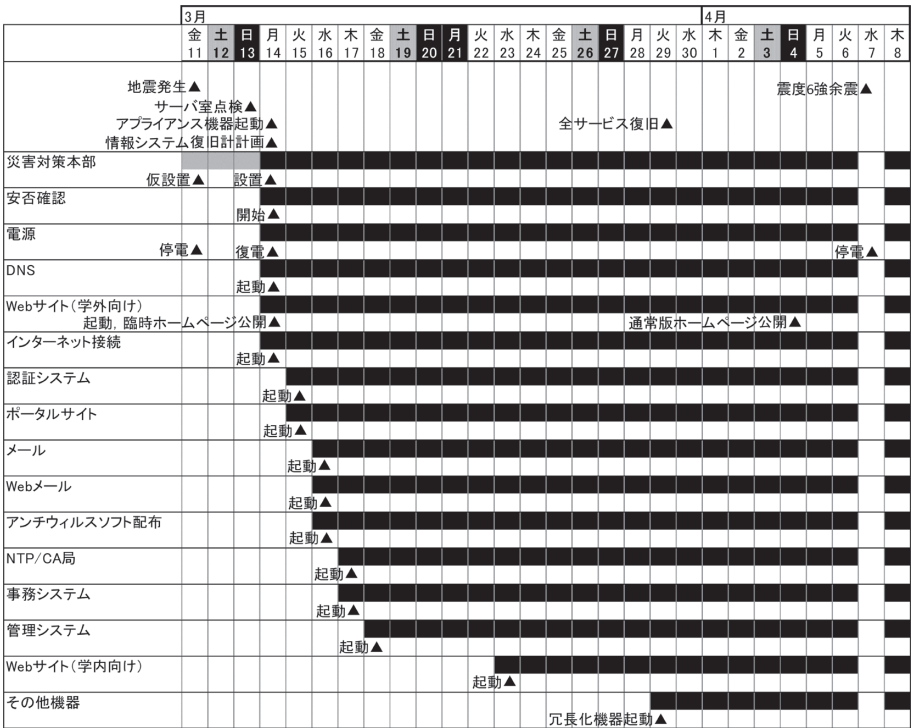 3月 4月
金 土 日 月 火 水 木 金 土 日 月 火 水 木 金 土 日 月 火 水 木 金 土 日 月 火 水 木
11 12 13 14 15 16 17 18 19 20 21 22 23 24 25 26 27 28 29 30 1 2 3 4 5 6 7 8
地震発生▲ 震度6強余震▲
サーバ室点検▲
アプライアンス機器起動▲ 全サービス復旧▲
情報システム復旧計計画▲
災害対策本部
仮設置▲ 設置▲
安否確認
開始▲
電源
停電▲ 復電▲ 停電▲
DNS
起動▲
Webサイト(学外向け)
起動, 臨時ホームページ公開▲ 通常版ホームページ公開▲
インターネット接続
起動▲
認証システム
起動▲
ポータルサイト
起動▲
メール
起動▲
Webメール
起動▲
アンチウィルスソフト配布
起動▲
NTP/CA局
起動▲
事務システム
起動▲
管理システム
起動▲
Webサイト(学内向け)
起動▲
その他機器
冗長化機器起動▲